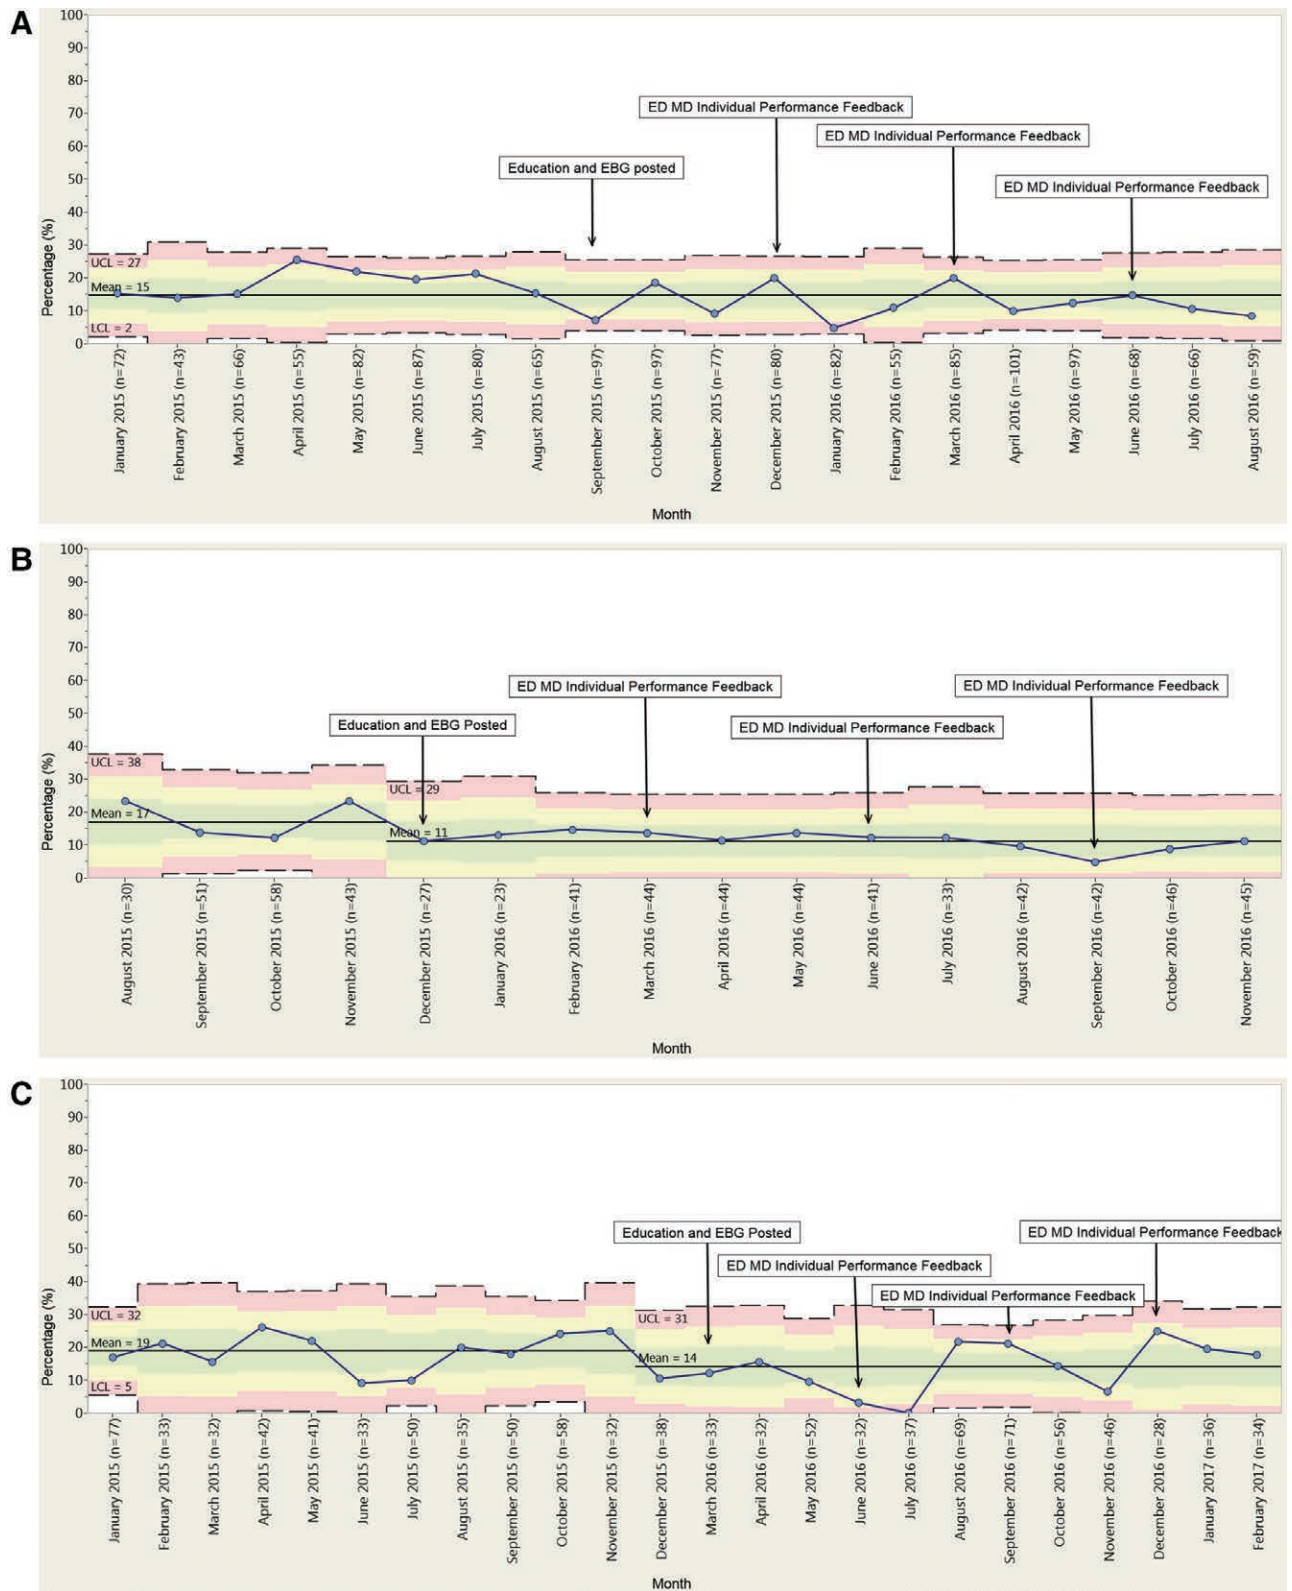 A
100
90
80
70
60
50
40
30
20
10
0
Percentage (%)
ED MD Individual Performance Feedback
ED MD Individual Performance Feedback
Education and EBG posted
ED MD Individual Performance Feedback
UCL = 27
Mean = 15
LCL = 2
January 2015 (n=72)
February 2015 (n=43)
March 2015 (n=66)
April 2015 (n=55)
May 2015 (n=82)
June 2015 (n=87)
July 2015 (n=80)
August 2015 (n=65)
September 2015 (n=97)
October 2015 (n=97)
November 2015 (n=77)
December 2015 (n=80)
January 2016 (n=82)
February 2016 (n=55)
March 2016 (n=85)
April 2016 (n=101)
May 2016 (n=97)
June 2016 (n=68)
July 2016 (n=66)
August 2016 (n=59)
Month
B
100
90
80
70
60
50
40
30
20
10
0
Percentage (%)
ED MD Individual Performance Feedback
ED MD Individual Performance Feedback
Education and EBG Posted
ED MD Individual Performance Feedback
UCL = 38
Mean = 17
UCL = 29
Mean = 11
August 2015 (n=30)
September 2015 (n=51)
October 2015 (n=58)
November 2015 (n=43)
December 2015 (n=27)
January 2016 (n=23)
February 2016 (n=41)
March 2016 (n=44)
April 2016 (n=44)
May 2016 (n=44)
June 2016 (n=41)
July 2016 (n=33)
August 2016 (n=42)
September 2016 (n=42)
October 2016 (n=46)
November 2016 (n=45)
Month
C
100
90
80
70
60
50
40
30
20
10
0
Percentage (%)
Education and EBG Posted
ED MD Individual Performance Feedback
ED MD Individual Performance Feedback
ED MD Individual Performance Feedback
UCL = 32
Mean = 19
LCL = 5
UCL = 31
Mean = 14
January 2015 (n=77)
February 2015 (n=33)
March 2015 (n=32)
April 2015 (n=42)
May 2015 (n=41)
June 2015 (n=33)
July 2015 (n=50)
August 2015 (n=35)
September 2015 (n=50)
October 2015 (n=58)
November 2015 (n=32)
December 2015 (n=38)
March 2016 (n=33)
April 2016 (n=32)
May 2016 (n=52)
June 2016 (n=32)
July 2016 (n=37)
August 2016 (n=69)
September 2016 (n=71)
October 2016 (n=56)
November 2016 (n=46)
December 2016 (n=28)
January 2017 (n=36)
February 2017 (n=34)
Month